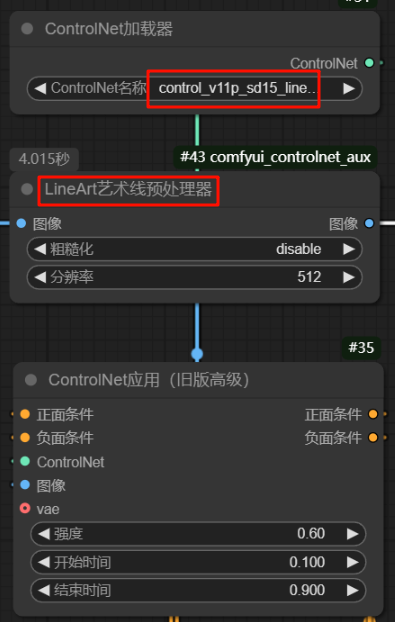 ControlNet加载器
ControlNet
ControlNet名称 control_v11p_sd15_line...
4.015秒
#43 comfyui_controlnet_aux
LineArt艺术线预处理器
图像 图像
粗糙化 disable
分辨率 512
#35
ControlNet应用（旧版高级）
正面条件 正面条件
负面条件 负面条件
ControlNet
图像
vae
强度 0.60
开始时间 0.100
结束时间 0.900